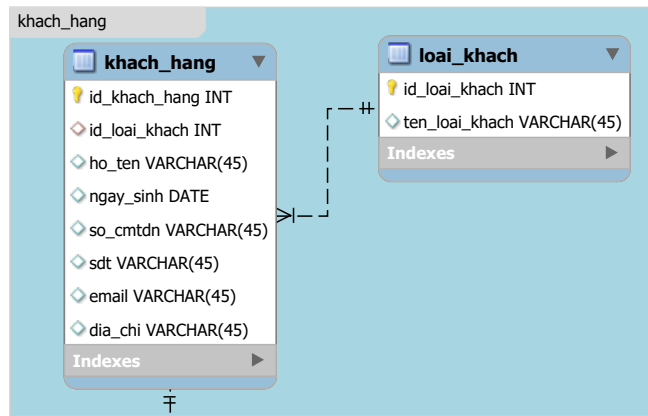 khach_hang
khach_hang
id_khach_hang INT
id_loai_khach INT
ho_ten VARCHAR(45)
ngay_sinh DATE
so_cmtdn VARCHAR(45)
sdt VARCHAR(45)
email VARCHAR(45)
dia_chi VARCHAR(45)
Indexes
loai_khach
id_loai_khach INT
ten_loai_khach VARCHAR(45)
Indexes